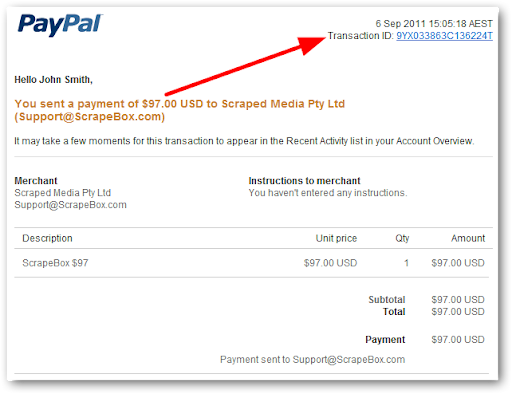 PayPal
6 Sep 2011 15:05:18 AEST
Transaction ID: 9YX033863C136224T
Hello John Smith,
You sent a payment of $97.00 USD to Scraped Media Pty Ltd
(Support@ScrapeBox.com)
It may take a few moments for this transaction to appear in the Recent Activity list in your Account Overview.
Merchant
Scraped Media Pty Ltd
Support@ScrapeBox.com
Instructions to merchant
You haven't entered any instructions.
Description Unit price Qty Amount
ScrapeBox $97 $97.00 USD 1 $97.00 USD
Subtotal $97.00 USD
Total $97.00 USD
Payment $97.00 USD
Payment sent to Support@ScrapeBox.com